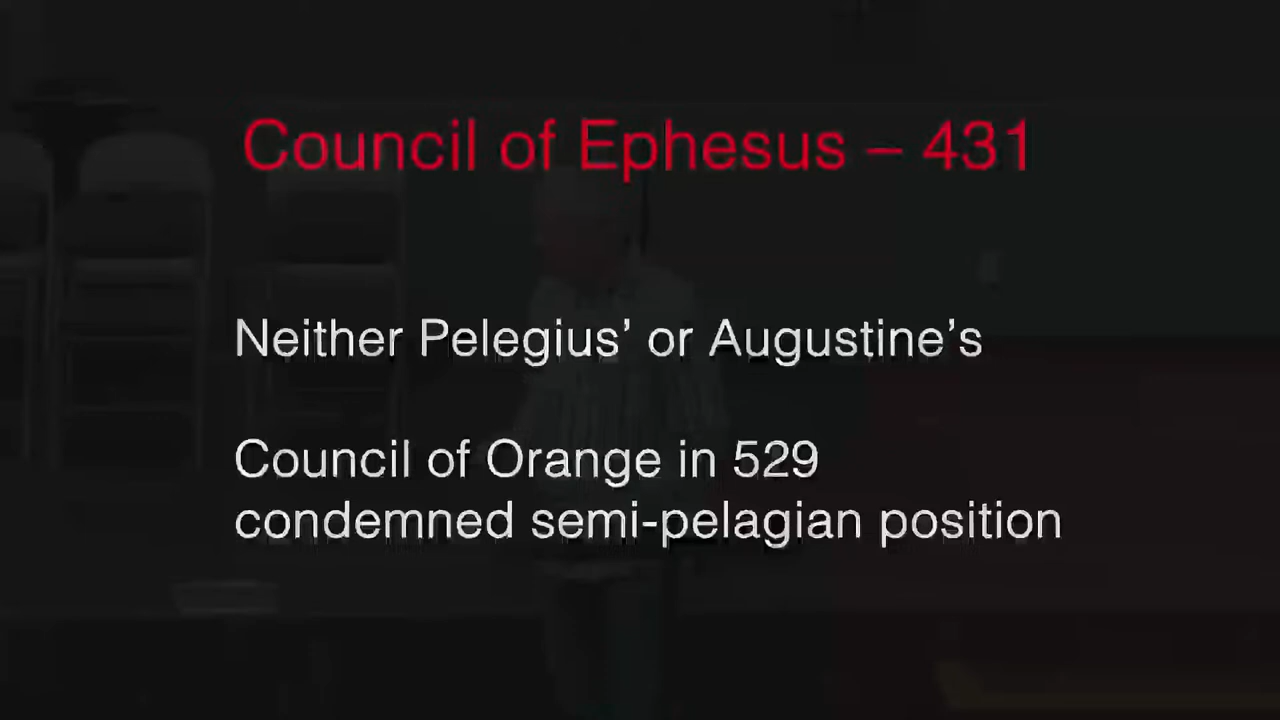 Council of Ephesus – 431
Neither Pelegius’ or Augustine’s
Council of Orange in 529
condemned semi-pelagian position